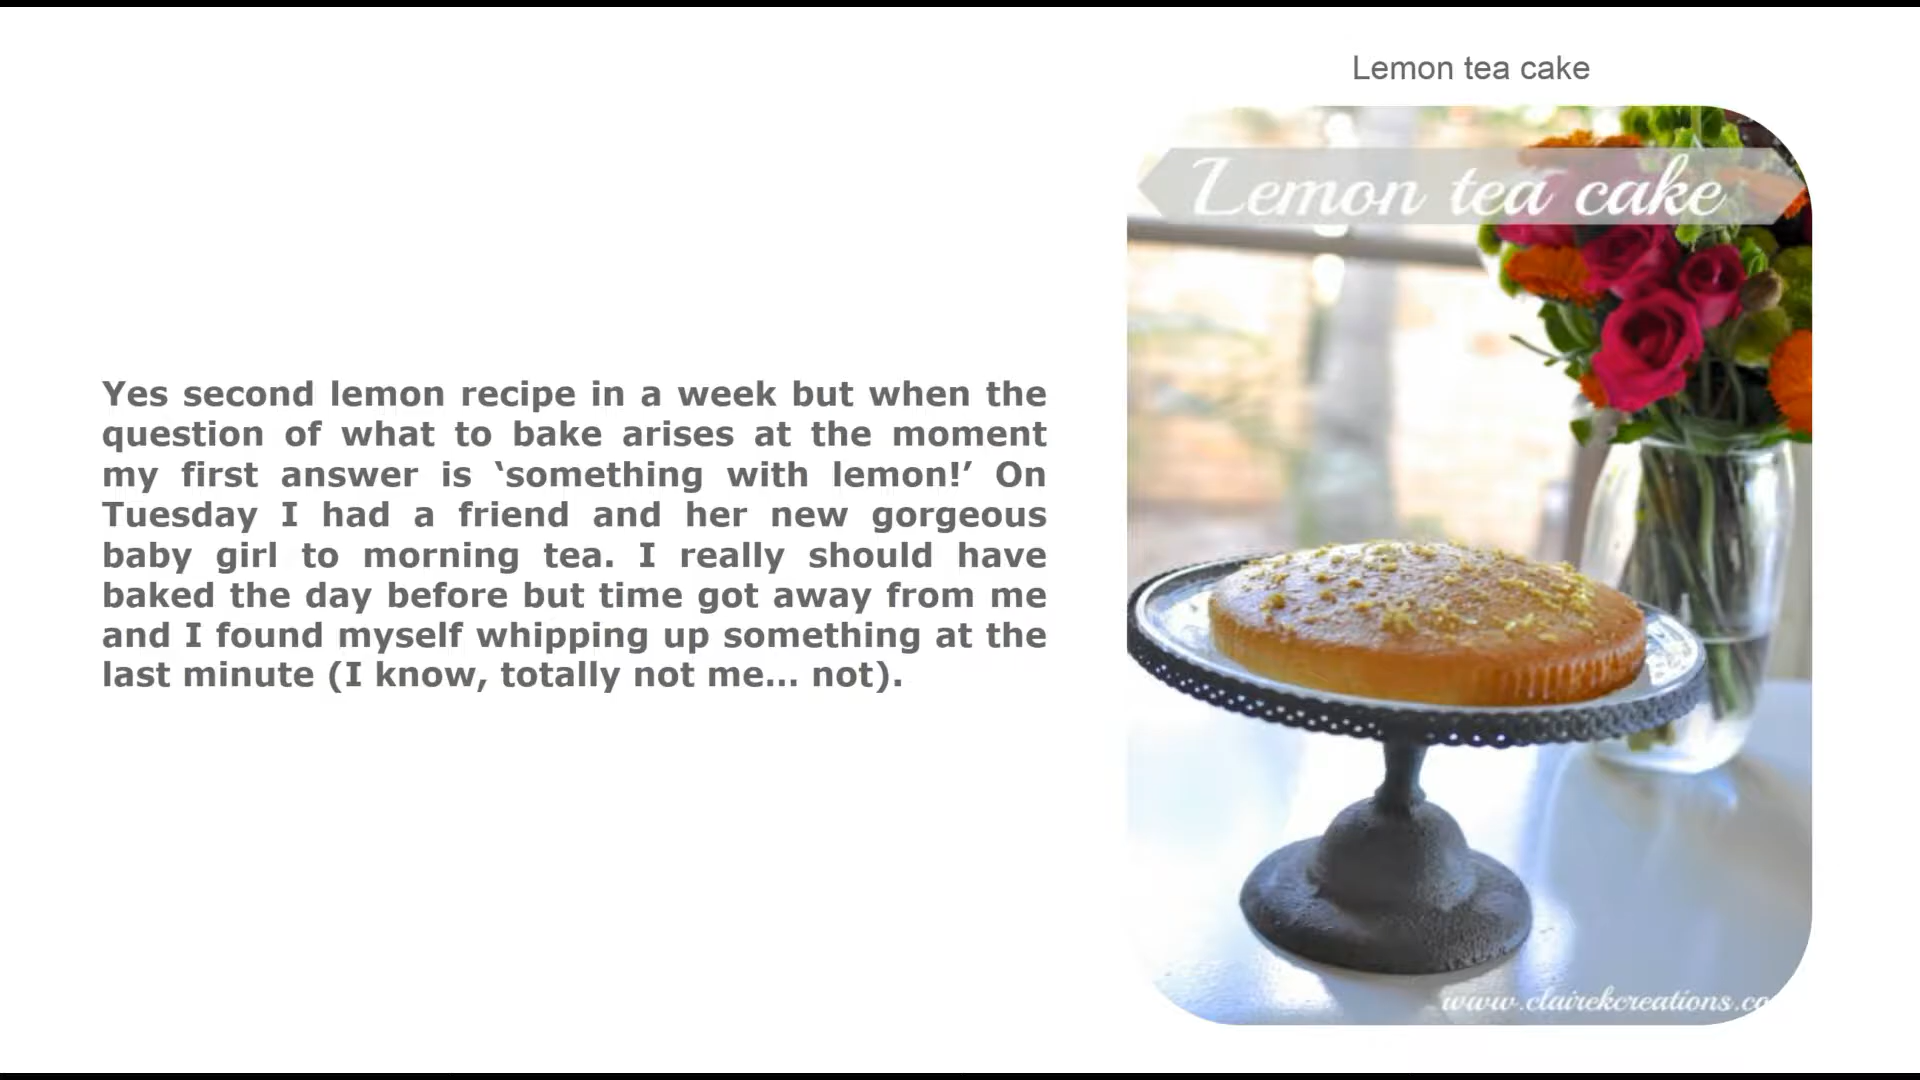 Lemon tea cake
Lemon tea cake
Yes second lemon recipe in a week but when the
question of what to bake arises at the moment
my first answer is ‘something with lemon!’ On
Tuesday I had a friend and her new gorgeous
baby girl to morning tea. I really should have
baked the day before but time got away from me
and I found myself whipping up something at the
last minute (I know, totally not me... not).
www.clairekcreations.co